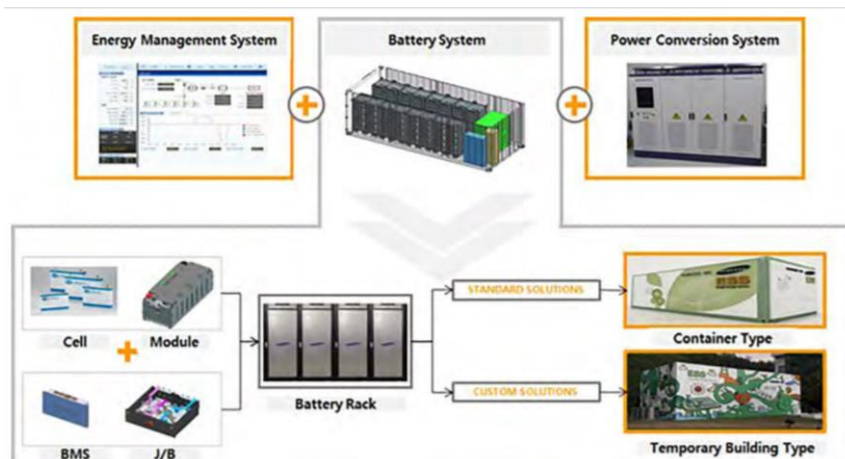 Energy Management System
Battery System
Power Conversion System
Cell
Module
BMS
J/B
Battery Rack
STANDARD SOLUTIONS
CUSTOM SOLUTIONS
ESS
Container Type
Temporary Building Type